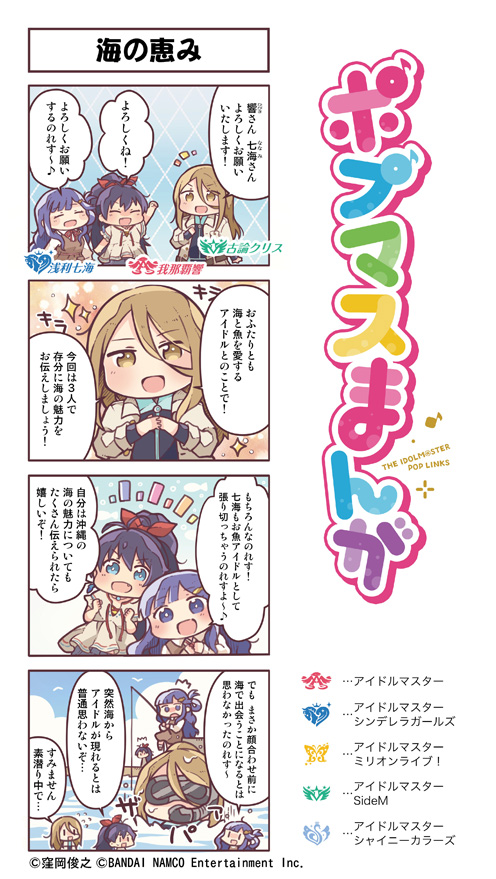 海の恵み
響さん 七海さん
よろしくお願い
いたします!
ひびき
ななみ
よろしくね!
よろしくお願い
するのれす〜♪
浅利七海
我那覇響
古論クリス
キラ
キラ
おふたりとも
海と魚を愛する
アイドルとのことで!
今回は3人で
存分に海の魅力を
お伝えしましょう!
もちろんなのれす!
七海もお魚アイドルとして
張り切っちゃうのれすよ〜♪
自分は沖縄の
海の魅力についても
たくさん伝えられたら
嬉しいぞ!
でも まさか顔合わせ前に
海で出会うことになるとは
思わなかったのれす〜
突然海から
アイドルが現れるとは
普通思わないぞ…
ザ
パ
すみません
素潜り中で…
ポプマスまんが
THE IDOLM@STER
POP LINKS
…アイドルマスター
…アイドルマスター
シンデレラガールズ
…アイドルマスター
ミリオンライブ!
…アイドルマスター
SideM
…アイドルマスター
シャイニーカラーズ
©窪岡俊之 ©BANDAI NAMCO Entertainment Inc.